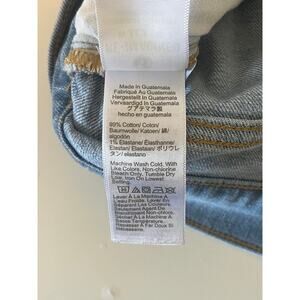 Made In Guatemala
Fabriqué Au Guatemala
Hergestellt In Guatemala
Vervaardigd In Guatemala
グアテマラ製
hecho en guatemala
99% Cotton/ Coton/
Baumwolle/ Katoen/ 綿/
algodón
1% Elastane/ Élasthanne/
Elastan/ Elastaan/ ポリウレ
タン/ elastano
Machine Wash Cold, With
Like Colors, Non-chlorine
Bleach Only, Tumble Dry
Low, Iron On Lowest
Setting.
Laver À La Machine À
L'eau Froide, Laver En
Séparant Les Couleurs,
Seulement Agent De
Blanchiment Non-chloré,
Sécher À La Machine À
Basse Température,
Repasser À Fer Doux Si
Nécessaire.